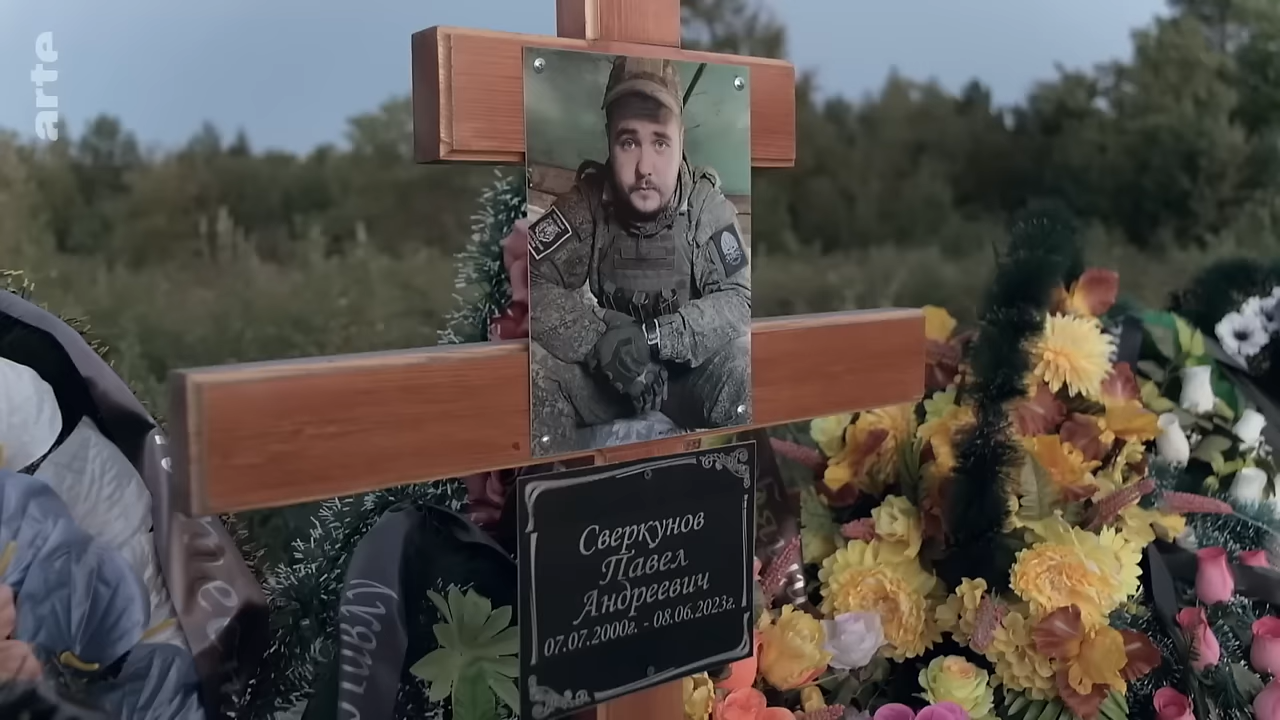 arte
Сверкунов
Павел
Андреевич
07.07.2000г. - 08.06.2023г.